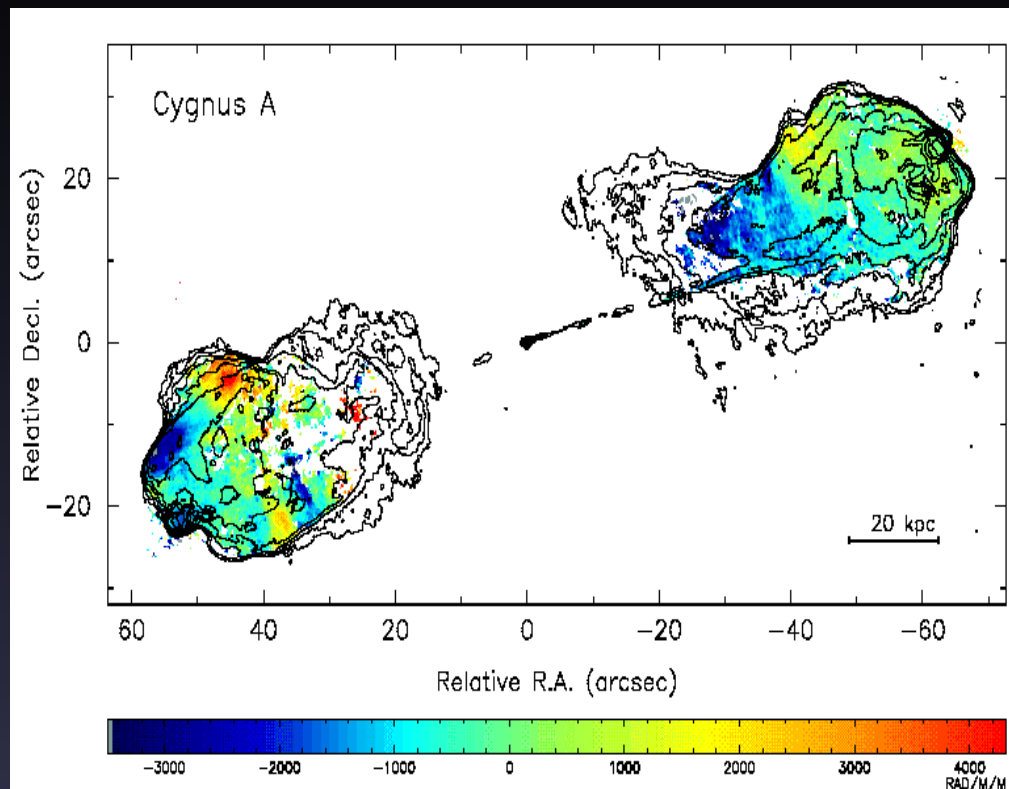 Cygnus A
20
0
−20
Relative Decl. (arcsec)
20 kpc
60 40 20 0 −20 −40 −60
Relative R.A. (arcsec)
−3000 −2000 −1000 0 1000 2000 3000 4000
RAD/M/M